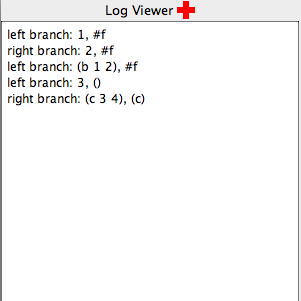 Log Viewer
left branch: 1, #f
right branch: 2, #f
left branch: (b 1 2), #f
left branch: 3, ()
right branch: (c 3 4), (c)